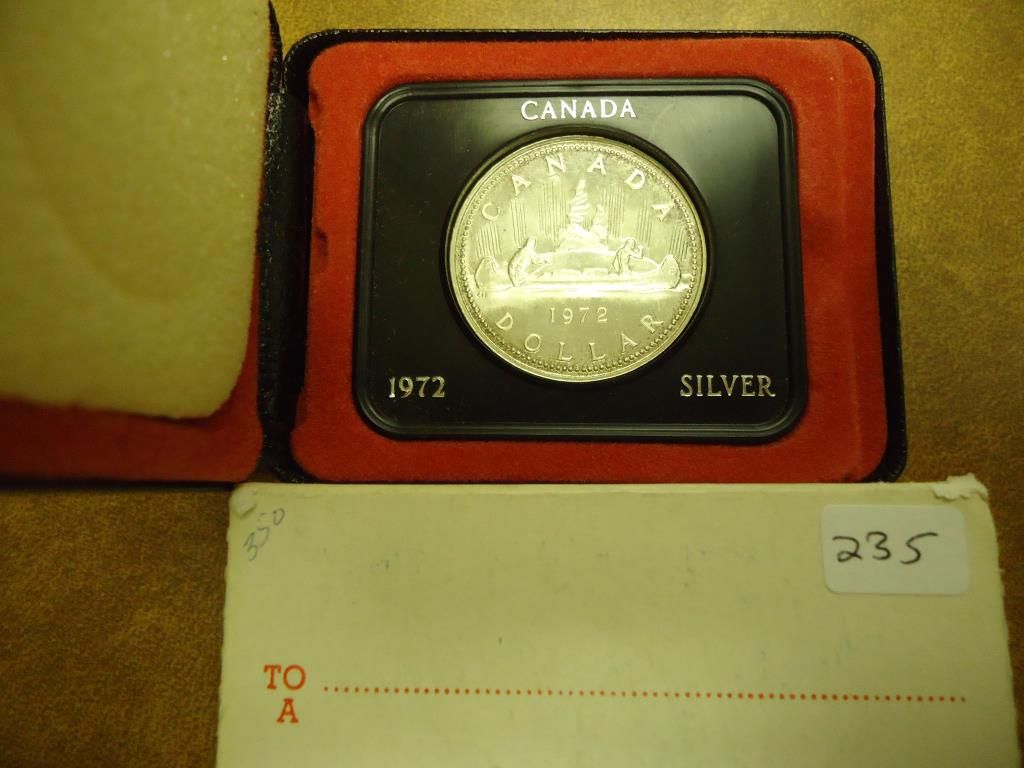 CANADA
CANADA
1972
DOLLAR
1972 SILVER
350
235
TO
A